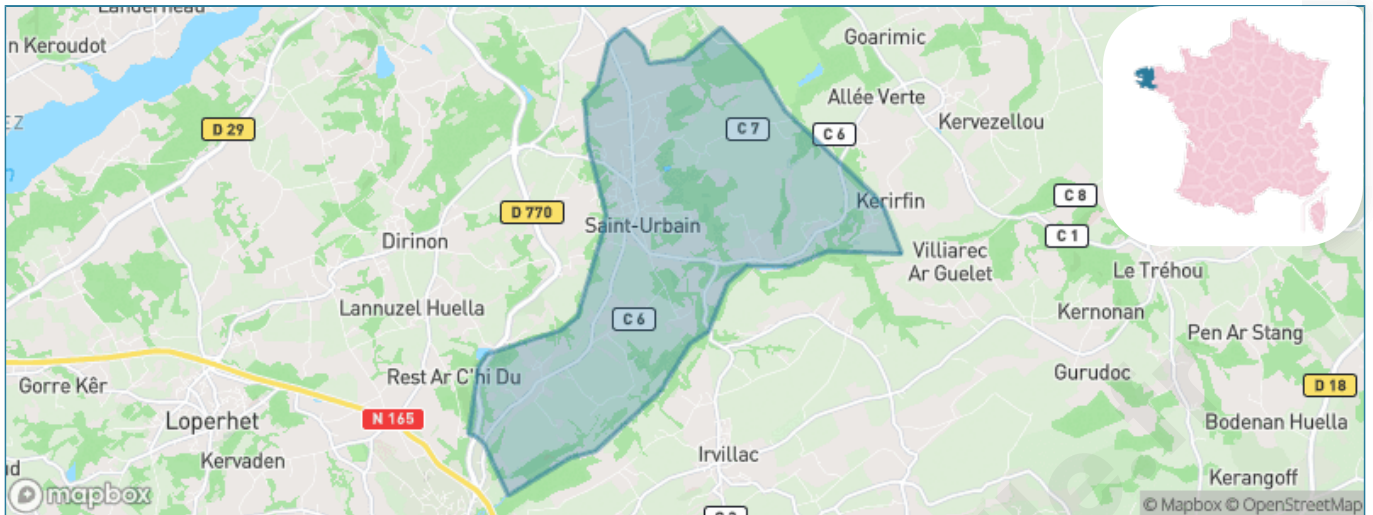 Landerneau
n Keroudot
Goarimic
Allée Verte
D 29
C 7
C 6
Kervezellou
EZ
C 8
Kerirfin
D 770
Saint-Urbain
C 1
Dirinon
Villiarec
Ar Guelet
Le Tréhou
Lannuzel Huella
C 6
Kernonan
Pen Ar Stang
Rest Ar C'hi Du
Gorre Kêr
Gurudoc
D 18
Loperhet
N 165
Bodenan Huella
Irvillac
Kervaden
Kerangoff
mapbox
© Mapbox © OpenStreetMap